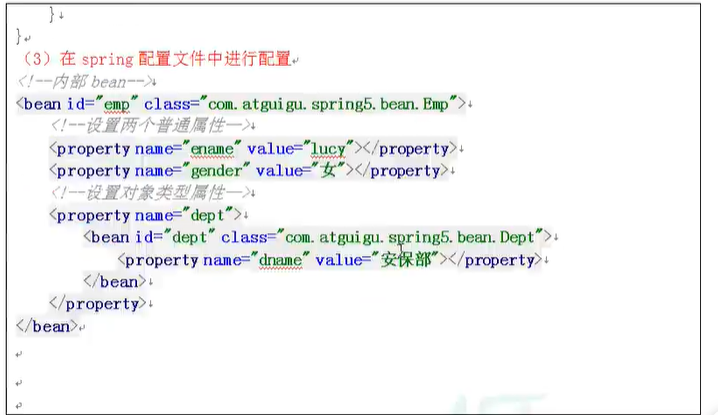 }
}
（3）在 spring 配置文件中进行配置
<!--内部 bean-->
<bean id="emp" class="com.atguigu.spring5.bean.Emp">
<!--设置两个普通属性-->
<property name="ename" value="lucy"></property>
<property name="gender" value="女"></property>
<!--设置对象类型属性-->
<property name="dept">
<bean id="dept" class="com.atguigu.spring5.bean.Dept">
<property name="dname" value="安保部"></property>
</bean>
</property>
</bean>